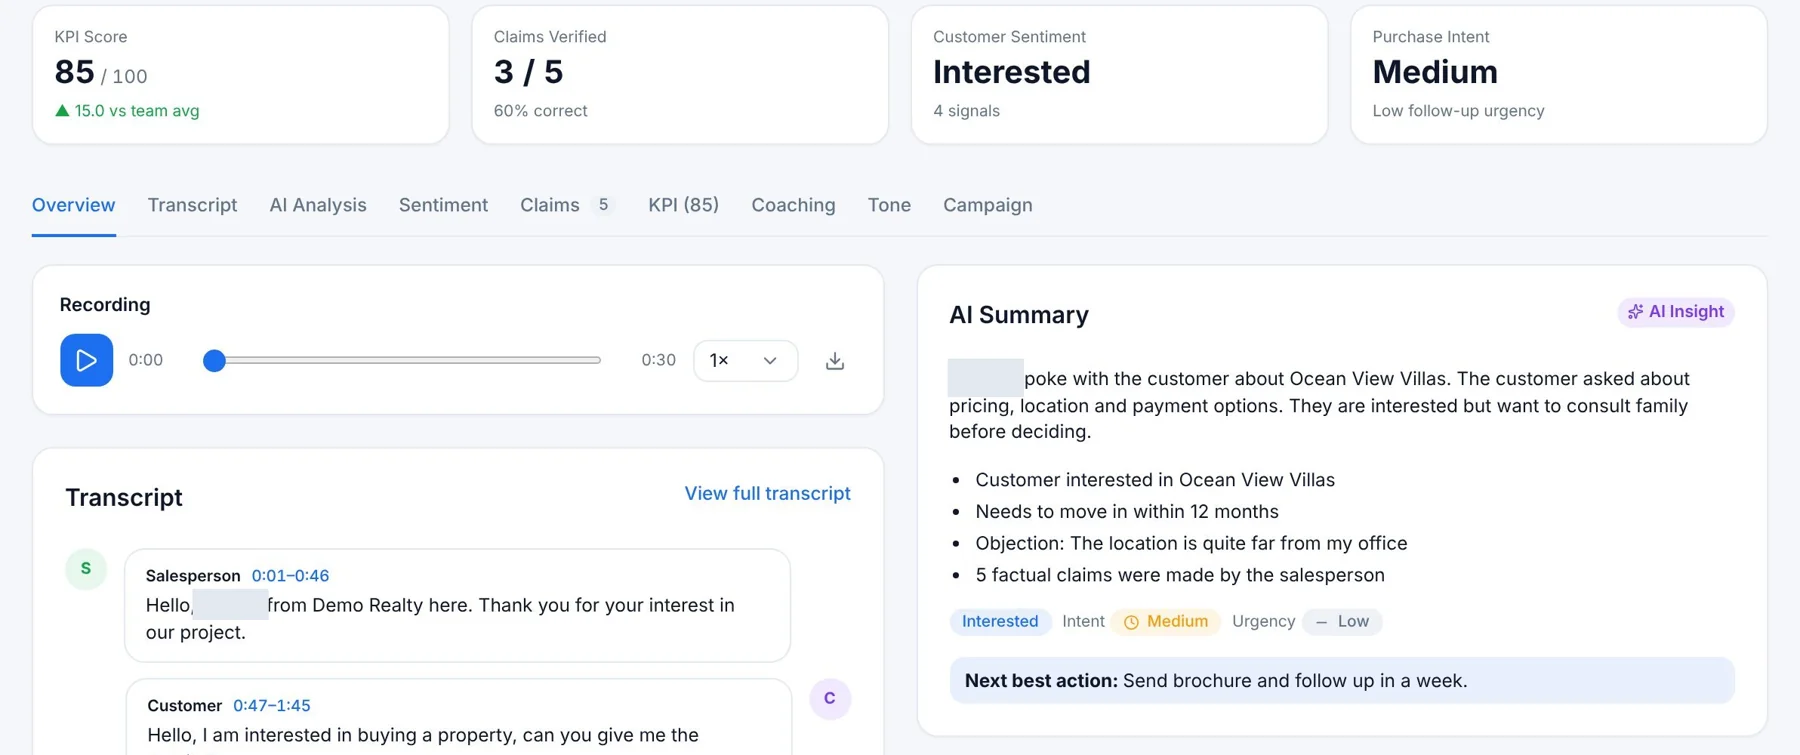 KPI Score
85 / 100
▲ 15.0 vs team avg
Claims Verified
3 / 5
60% correct
Customer Sentiment
Interested
4 signals
Purchase Intent
Medium
Low follow-up urgency
Overview Transcript AI Analysis Sentiment Claims 5 KPI (85) Coaching Tone Campaign
Recording
0:00 0:30 1×
Transcript View full transcript
S
Salesperson 0:01–0:46
Hello, from Demo Realty here. Thank you for your interest in
our project.
C
Customer 0:47–1:45
Hello, I am interested in buying a property, can you give me the
AI Summary AI Insight
poke with the customer about Ocean View Villas. The customer asked about
pricing, location and payment options. They are interested but want to consult family
before deciding.
• Customer interested in Ocean View Villas
• Needs to move in within 12 months
• Objection: The location is quite far from my office
• 5 factual claims were made by the salesperson
Interested Intent Medium Urgency – Low
Next best action: Send brochure and follow up in a week.